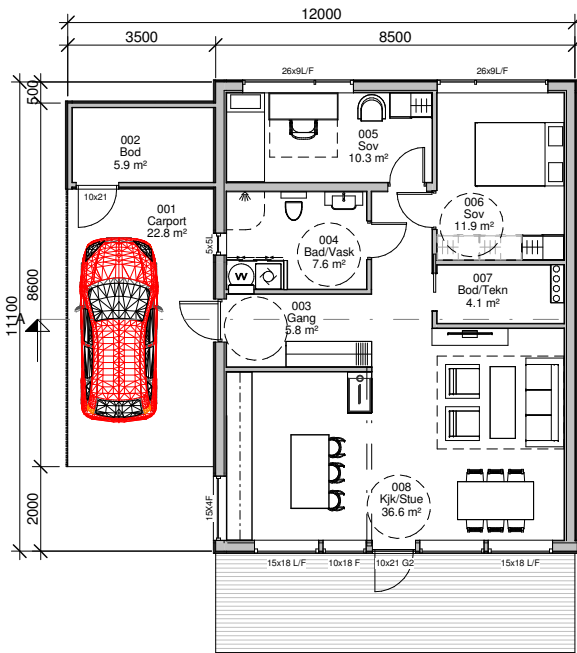 12000
3500
8500
26x9L/F
26x9L/F
500
002
Bod
5.9 m²
005
Sov
10.3 m²
10x21
001
Carport
22.8 m²
5x5L
004
Bad/Vask
7.6 m²
006
Sov
11.9 m²
W
007
Bod/Tekn
4.1 m²
8600
11100
A
003
Gang
5.8 m²
2000
15X4F
008
Kjk/Stue
36.6 m²
15x18 L/F
10x18 F
10x21 G2
15x18 L/F